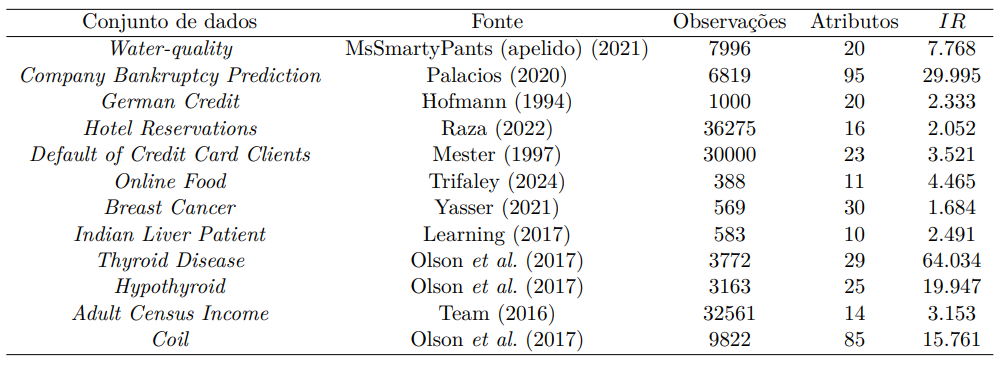 Conjunto de dados Fonte Observações Atributos IR
Water-quality MsSmartyPants (apelido) (2021) 7996 20 7.768
Company Bankruptcy Prediction Palacios (2020) 6819 95 29.995
German Credit Hofmann (1994) 1000 20 2.333
Hotel Reservations Raza (2022) 36275 16 2.052
Default of Credit Card Clients Mester (1997) 30000 23 3.521
Online Food Trifaley (2024) 388 11 4.465
Breast Cancer Yasser (2021) 569 30 1.684
Indian Liver Patient Learning (2017) 583 10 2.491
Thyroid Disease Olson et al. (2017) 3772 29 64.034
Hypothyroid Olson et al. (2017) 3163 25 19.947
Adult Census Income Team (2016) 32561 14 3.153
Coil Olson et al. (2017) 9822 85 15.761